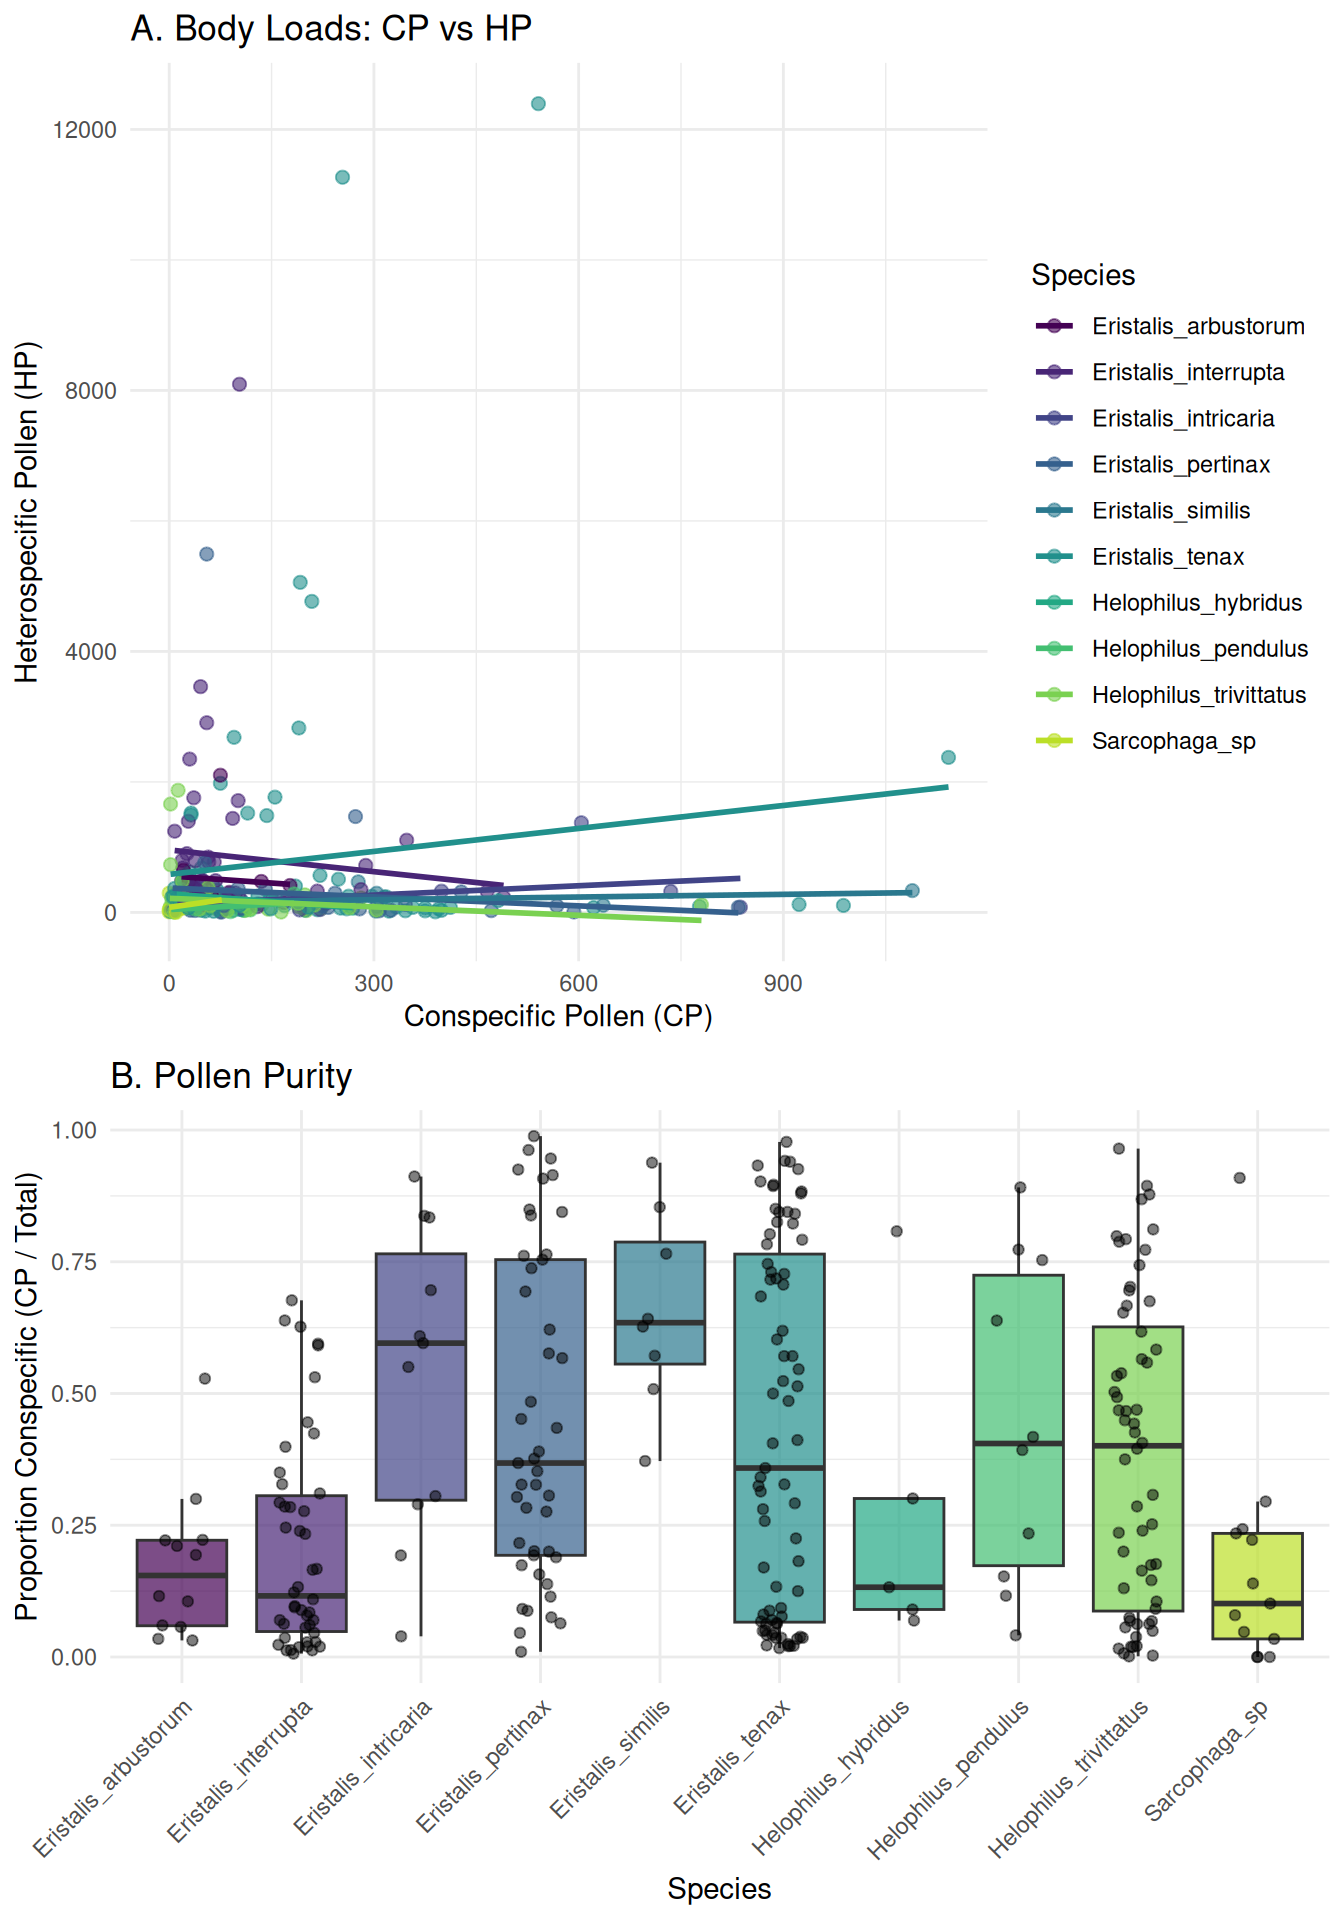 A. Body Loads: CP vs HP
Heterospecific Pollen (HP)
12000
8000
4000
0
0 300 600 900
Conspecific Pollen (CP)
Species
Eristalis_arbustorum
Eristalis_interrupta
Eristalis_intricaria
Eristalis_pertinax
Eristalis_similis
Eristalis_tenax
Helophilus_hybridus
Helophilus_pendulus
Helophilus_trivittatus
Sarcophaga_sp
B. Pollen Purity
Proportion Conspecific (CP / Total)
1.00
0.75
0.50
0.25
0.00
Eristalis_arbustorum
Eristalis_interrupta
Eristalis_intricaria
Eristalis_pertinax
Eristalis_similis
Eristalis_tenax
Helophilus_hybridus
Helophilus_pendulus
Helophilus_trivittatus
Sarcophaga_sp
Species